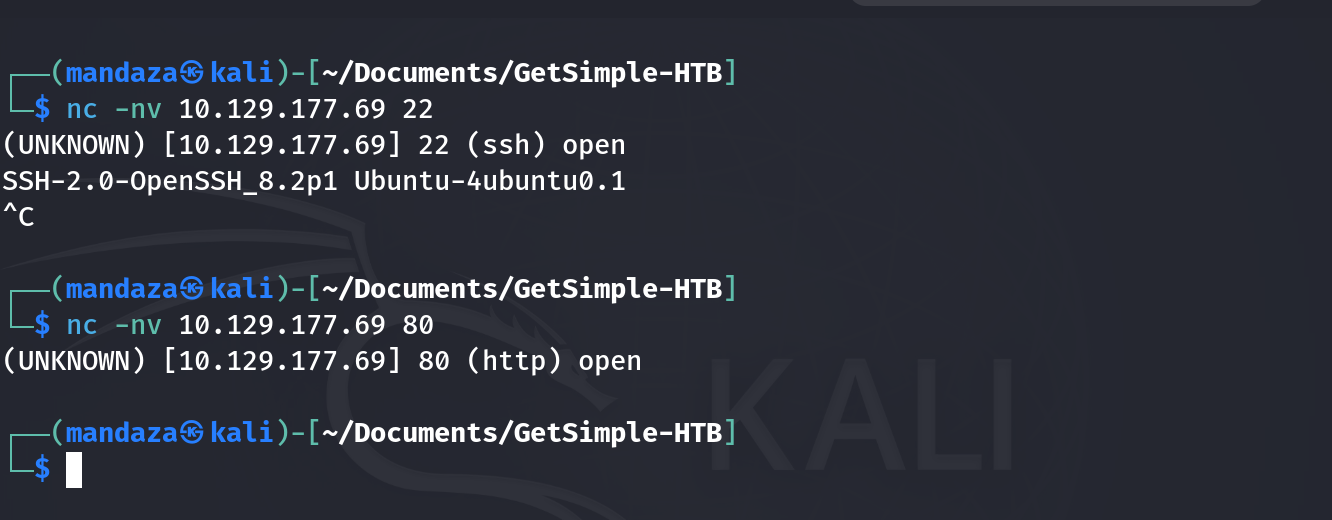 ┌──(mandaza㉿kali)-[~/Documents/GetSimple-HTB]
└─$ nc -nv 10.129.177.69 22
(UNKNOWN) [10.129.177.69] 22 (ssh) open
SSH-2.0-OpenSSH_8.2p1 Ubuntu-4ubuntu0.1
^C
┌──(mandaza㉿kali)-[~/Documents/GetSimple-HTB]
└─$ nc -nv 10.129.177.69 80
(UNKNOWN) [10.129.177.69] 80 (http) open
┌──(mandaza㉿kali)-[~/Documents/GetSimple-HTB]
└─$
KALI